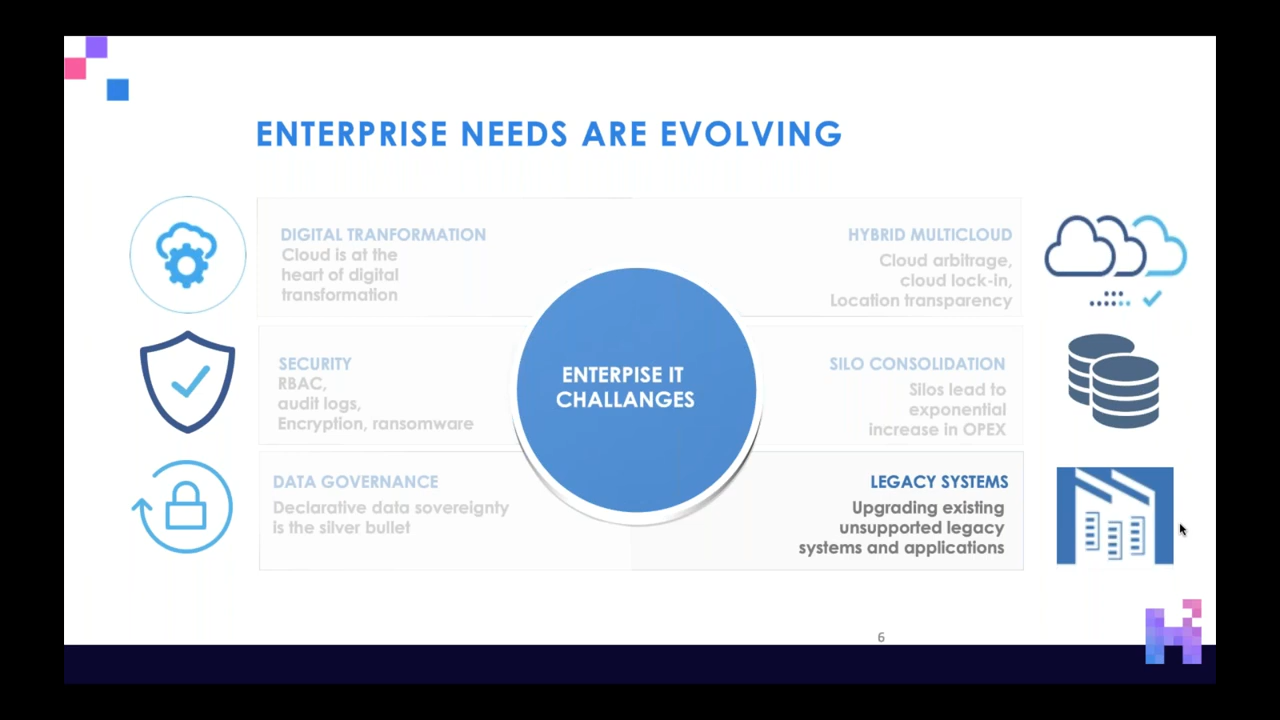 ENTERPRISE NEEDS ARE EVOLVING
DIGITAL TRANFORMATION
Cloud is at the
heart of digital
transformation
HYBRID MULTICLOUD
Cloud arbitrage,
cloud lock-in,
Location transparency
ENTERPISE IT
CHALLANGES
SECURITY
RBAC,
audit logs,
Encryption, ransomware
SILO CONSOLIDATION
Silos lead to
exponential
increase in OPEX
DATA GOVERNANCE
Declarative data sovereignty
is the silver bullet
LEGACY SYSTEMS
Upgrading existing
unsupported legacy
systems and applications
6